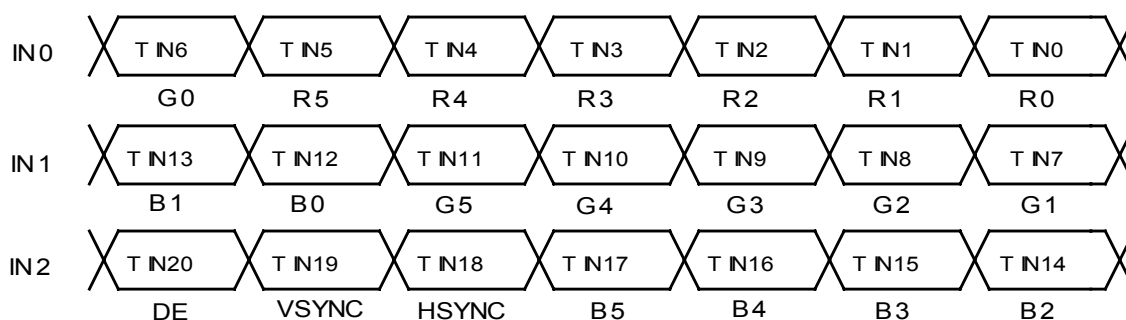 IN0 TIN6 TIN5 TIN4 TIN3 TIN2 TIN1 TIN0
G0 R5 R4 R3 R2 R1 R0
IN1 TIN13 TIN12 TIN11 TIN10 TIN9 TIN8 TIN7
B1 B0 G5 G4 G3 G2 G1
IN2 TIN20 TIN19 TIN18 TIN17 TIN16 TIN15 TIN14
DE VSYNC HSYNC B5 B4 B3 B2